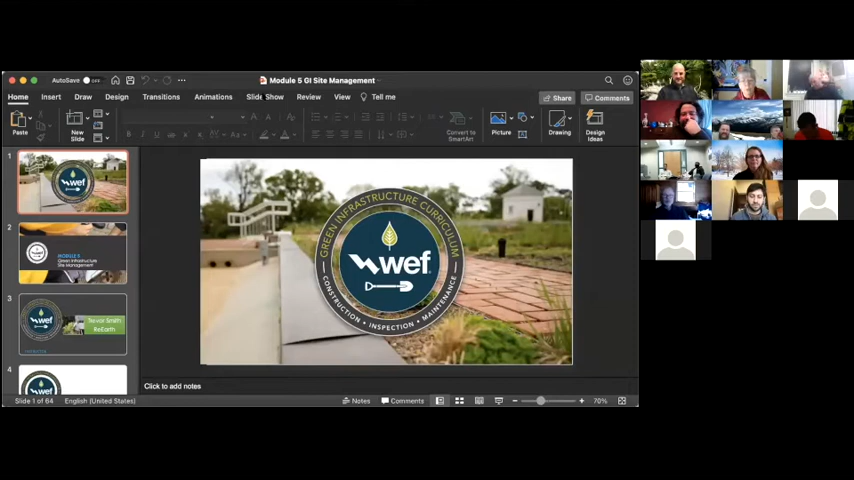 AutoSave OFF
Module 5 GI Site Management
Home Insert Draw Design Transitions Animations Slide Show Review View Tell me
Share Comments
Paste
New
Slide
Convert to
SmartArt
Picture
Drawing
Design
Ideas
1
2
3
4
wef
MODULE 5
Green Infrastructure
Site Management
Trevor Smith
ReEarth
GREEN INFRASTRUCTURE CURRICULUM
wef
CONSTRUCTION • INSPECTION • MAINTENANCE
Click to add notes
Slide 1 of 64 English (United States)
Notes Comments 70%